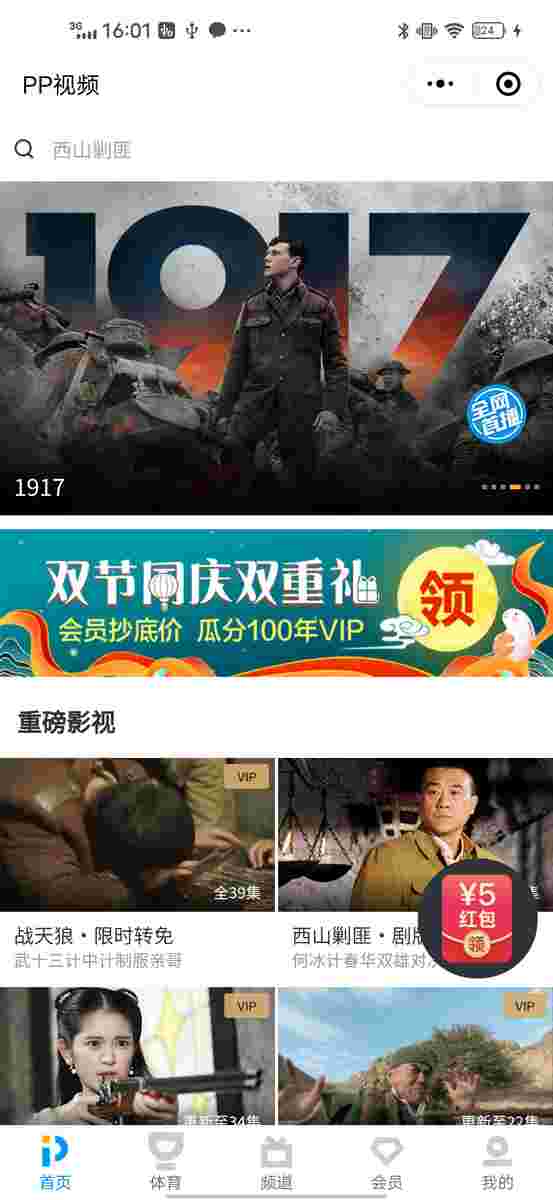 3G 16:01
24
PP视频
西山剿匪
1917
全网
首播
1917
双节同庆双重礼
领
会员抄底价 瓜分100年VIP
重磅影视
VIP
全39集
战天狼·限时转免
武十三计中计制服亲哥
西山剿匪·剧版
何冰计春华双雄对决
¥5
红包
领
VIP
更新至34集
VIP
更新至22集
首页
体育
频道
会员
我的